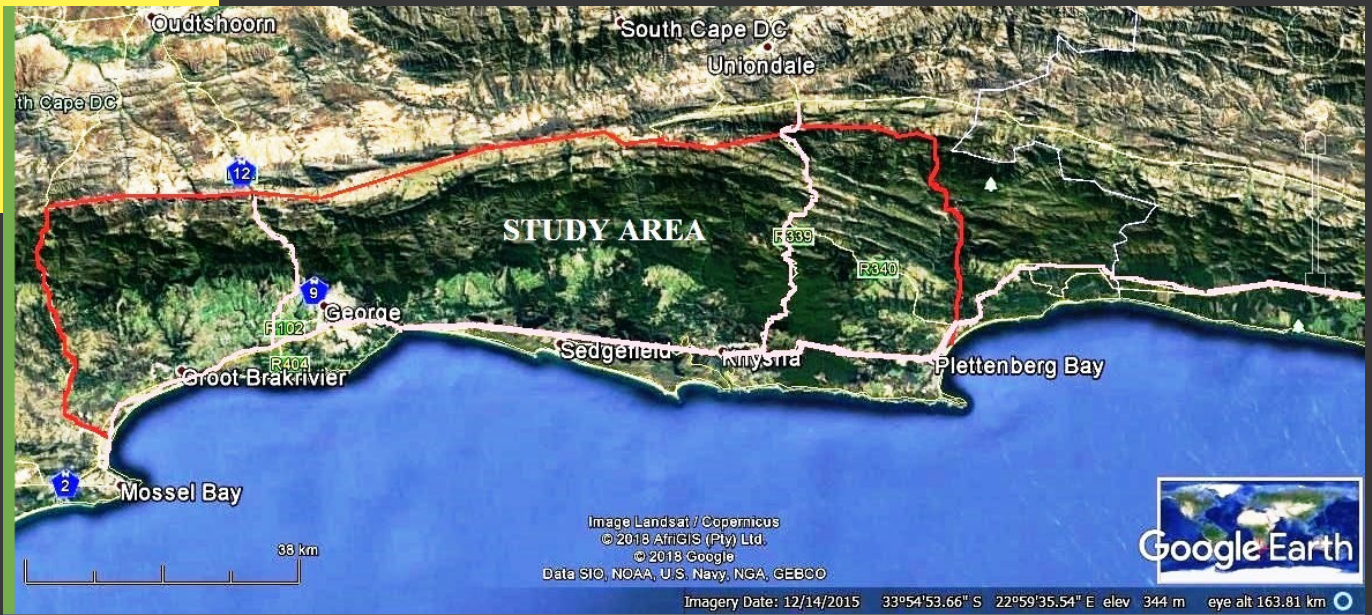 Oudtshoorn
South Cape DC
Uniondale
th Cape DC
N
12
STUDY AREA
R339
R340
N
9
George
R102
R404
Sedgefield
Knysna
Groot Brakrivier
Plettenberg Bay
N
2
Mossel Bay
38 km
Image Landsat / Copernicus
© 2018 AfriGIS (Pty) Ltd.
© 2018 Google
Data SIO, NOAA, U.S. Navy, NGA, GEBCO
Google Earth
Imagery Date: 12/14/2015 33°54'53.66" S 22°59'35.54" E elev 344 m eye alt 163.81 km